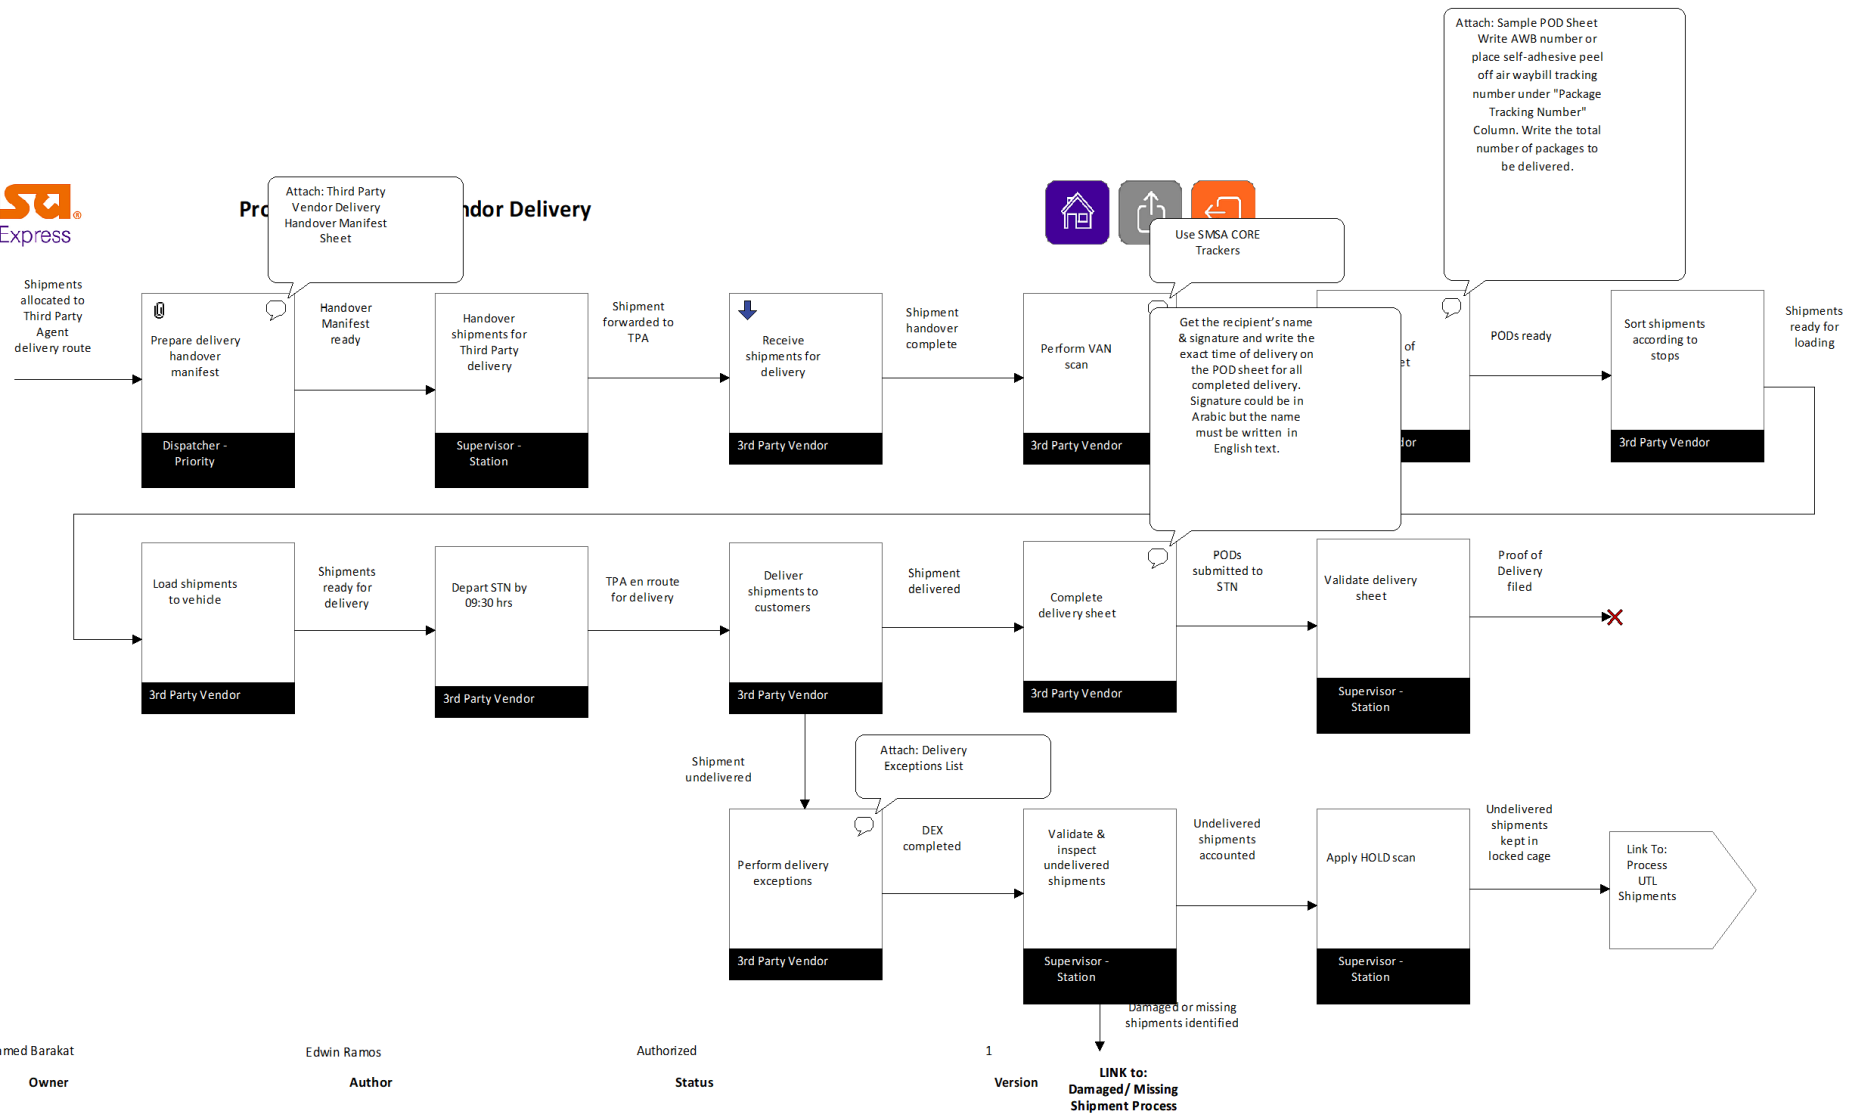 Attach: Sample POD Sheet
Write AWB number or
place self-adhesive peel
off air waybill tracking
number under "Package
Tracking Number"
Column. Write the total
number of packages to
be delivered.
Express
Attach: Third Party
Vendor Delivery
Handover Manifest
Sheet
Delivery
Use SMSA CORE
Trackers
Shipments
allocated to
Third Party
Agent
delivery route
Prepare delivery
handover
manifest
Dispatcher -
Priority
Handover
Manifest
ready
Handover
shipments for
Third Party
delivery
Supervisor -
Station
Shipment
forwarded to
TPA
Receive
shipments for
delivery
3rd Party Vendor
Shipment
handover
complete
Perform VAN
scan
3rd Party Vendor
Get the recipient's name
& signature and write the
exact time of delivery on
the POD sheet for all
completed delivery.
Signature could be in
Arabic but the name
must be written in
English text.
of
PODs ready
Sort shipments
according to
stops
3rd Party Vendor
Shipments
ready for
loading
Load shipments
to vehicle
3rd Party Vendor
Shipments
ready for
delivery
Depart STN by
09:30 hrs
3rd Party Vendor
TPA en rroute
for delivery
Deliver
shipments to
customers
3rd Party Vendor
Shipment
delivered
Complete
delivery sheet
3rd Party Vendor
PODs
submitted to
STN
Validate delivery
sheet
Supervisor -
Station
Proof of
Delivery
filed
Shipment
undelivered
Attach: Delivery
Exceptions List
Perform delivery
exceptions
3rd Party Vendor
DEX
completed
Validate &
inspect
undelivered
shipments
Supervisor -
Station
Undelivered
shipments
accounted
Apply HOLD scan
Supervisor -
Station
Undelivered
shipments
kept in
locked cage
Link To:
Process
UTL
Shipments
Damaged or missing
shipments identified
LINK to:
Damaged/ Missing
Shipment Process
Barakat
Owner
Edwin Ramos
Author
Authorized
Status
1
Version